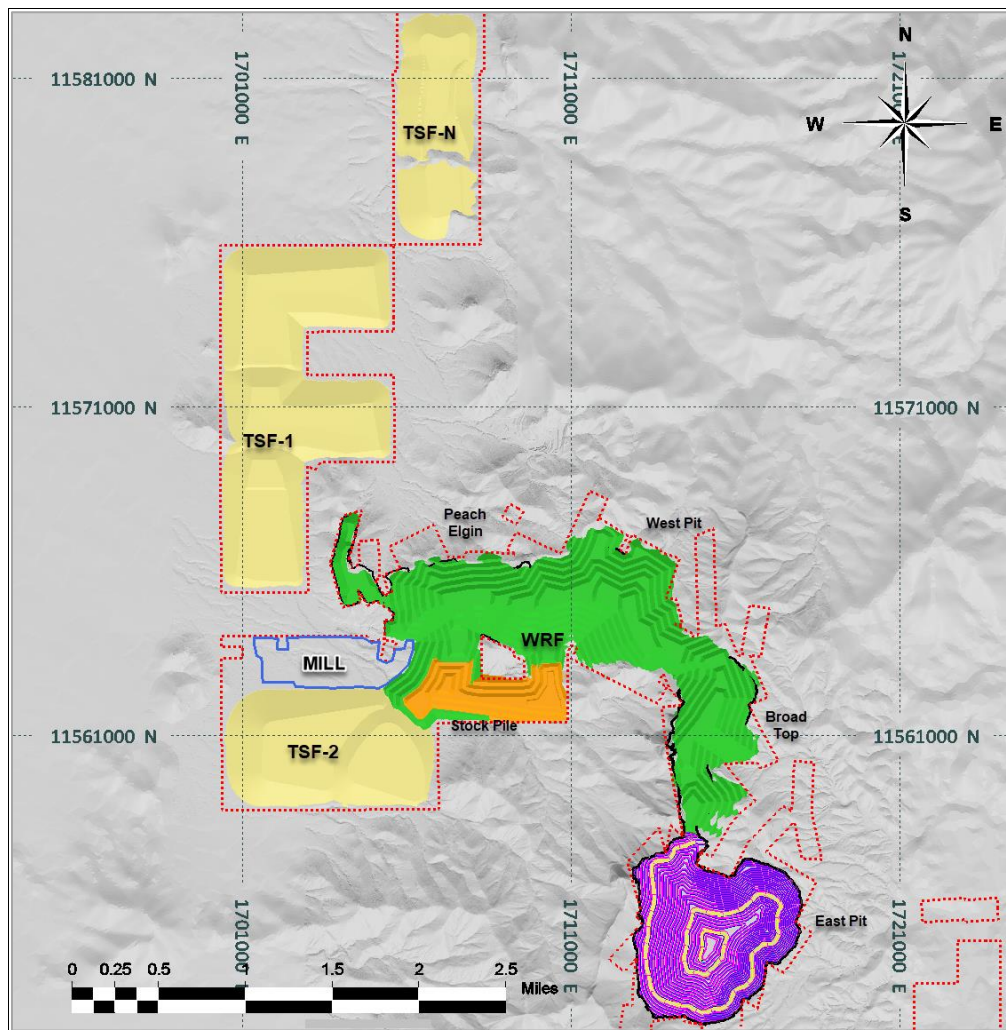 N
W
E
S
1701000 E
1711000 E
1721000 E
11581000 N
11581000 N
TSF-N
11571000 N
11571000 N
TSF-1
Peach
Elgin
West Pit
WRF
MILL
Stock Pile
Broad
Top
11561000 N
11561000 N
TSF-2
East Pit
1701000 E
1711000 E
1721000 E
0 0.25 0.5 1 1.5 2 2.5
Miles